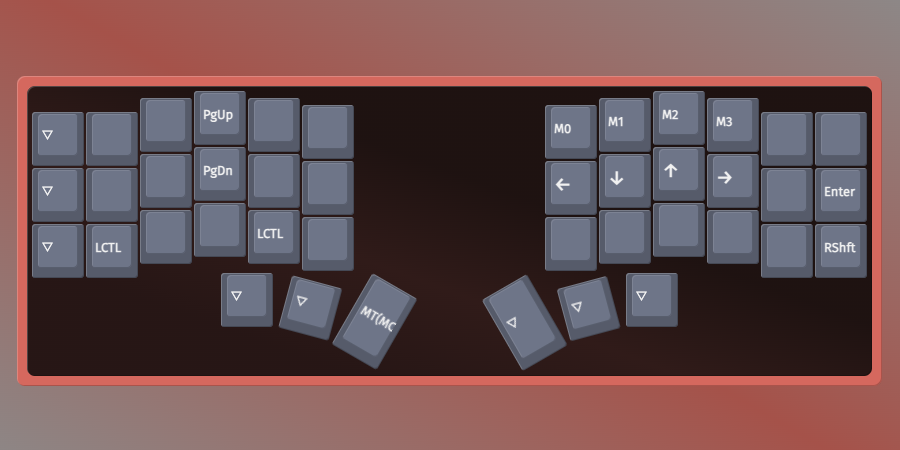 PgUp
M0 M1 M2 M3
▽
PgDn
▽
← ↓ ↑ →
Enter
▽ LCTL LCTL
RShft
▽ ▽ MT(MC
▽ ▽ ▽